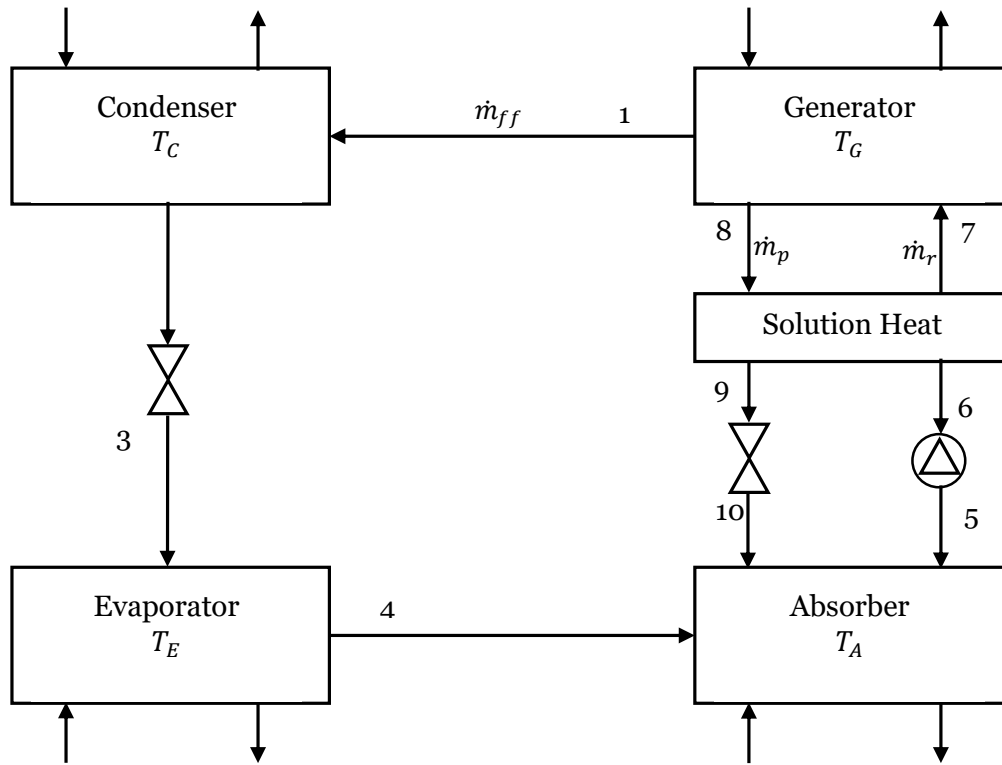 Condenser
T_C
ṁ_ff
1
Generator
T_G
8
ṁ_p
ṁ_r
7
Solution Heat
9
6
3
10
5
Evaporator
T_E
4
Absorber
T_A